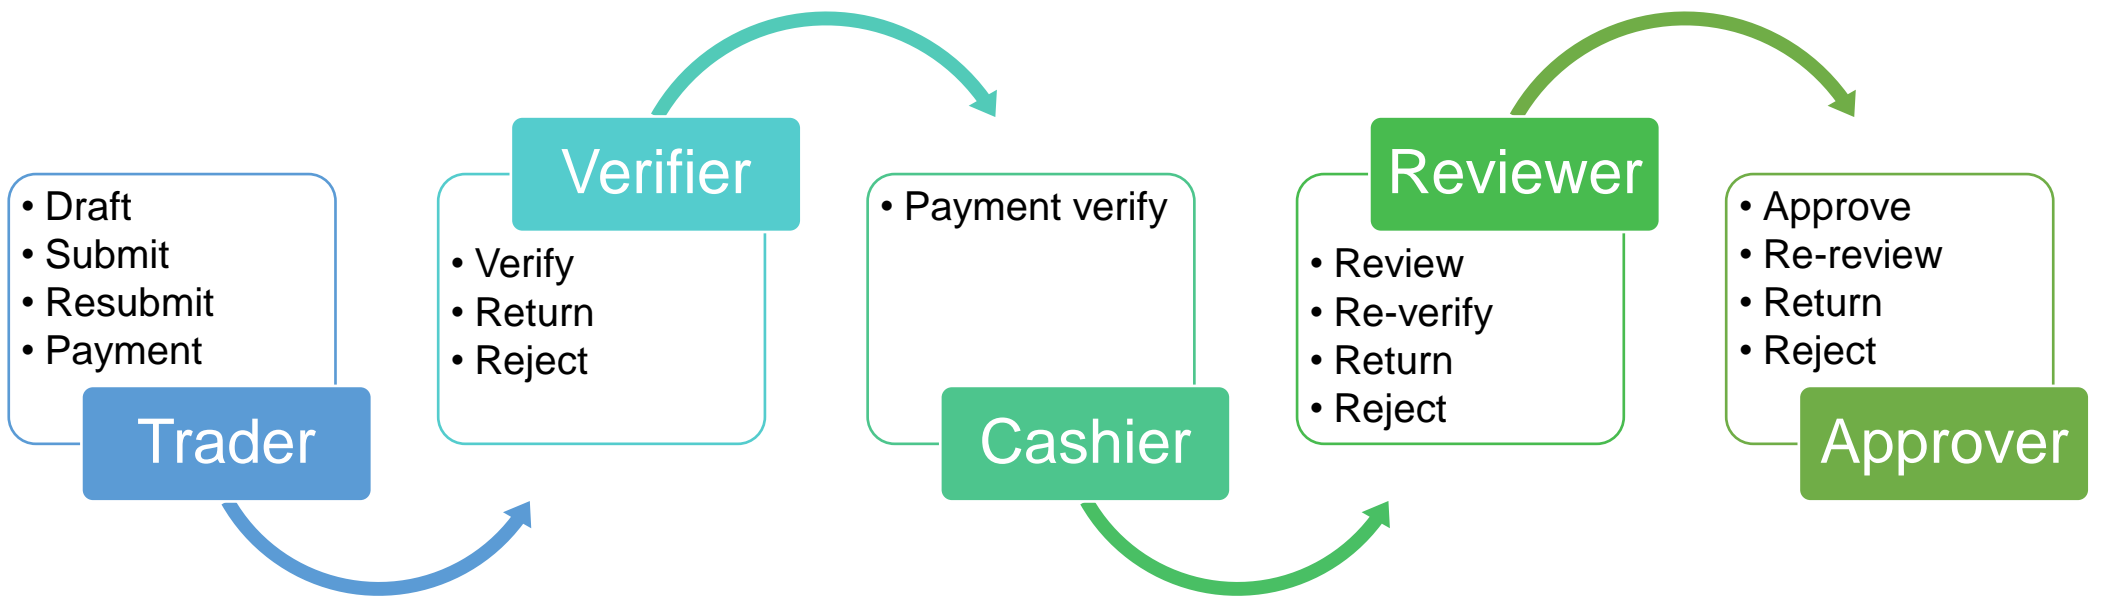 • Draft
• Submit
• Resubmit
• Payment
Trader
Verifier
• Verify
• Return
• Reject
• Payment verify
Cashier
Reviewer
• Review
• Re-verify
• Return
• Reject
• Approve
• Re-review
• Return
• Reject
Approver